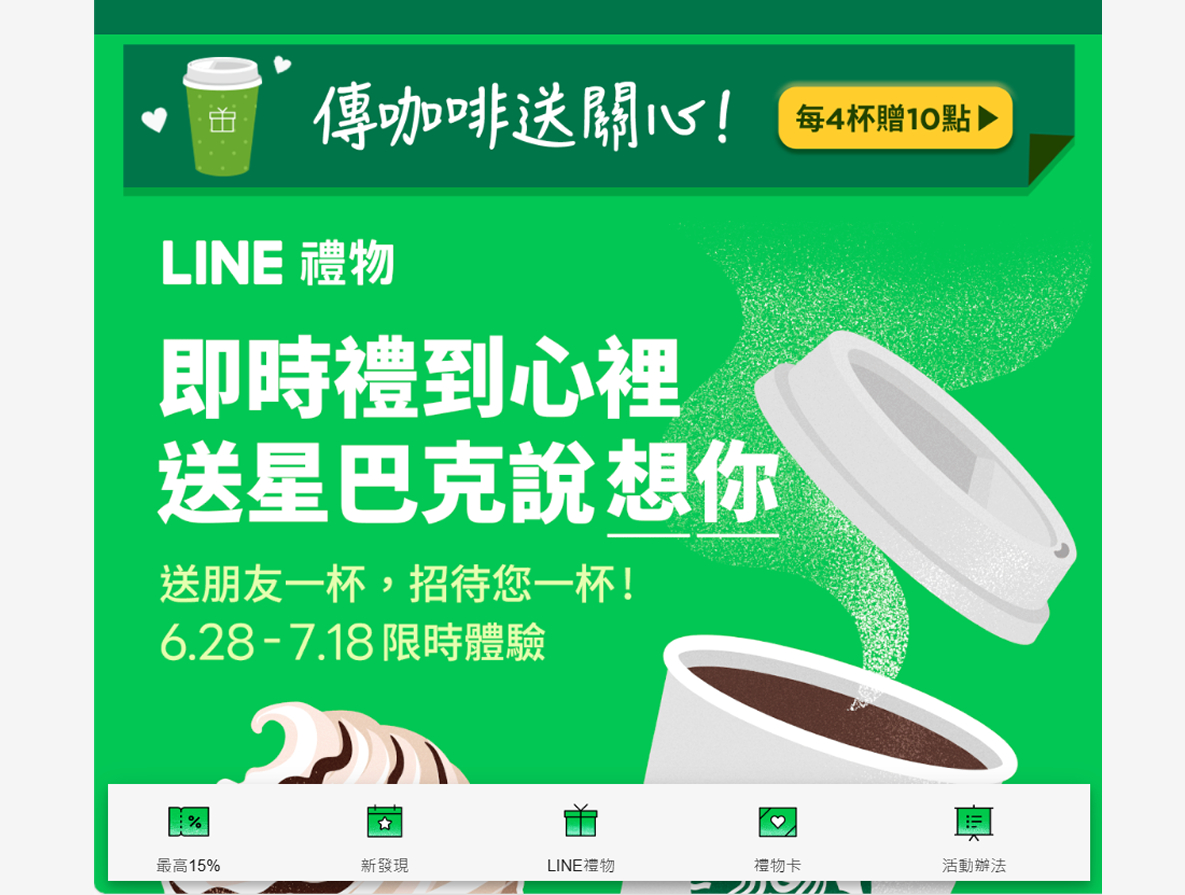 傳咖啡送關心!
每4杯贈10點▶
LINE 禮物
即時禮到心裡
送星巴克說想你
送朋友一杯，招待您一杯!
6.28-7.18限時體驗
%
最高15%
新發現
LINE禮物
禮物卡
活動辦法